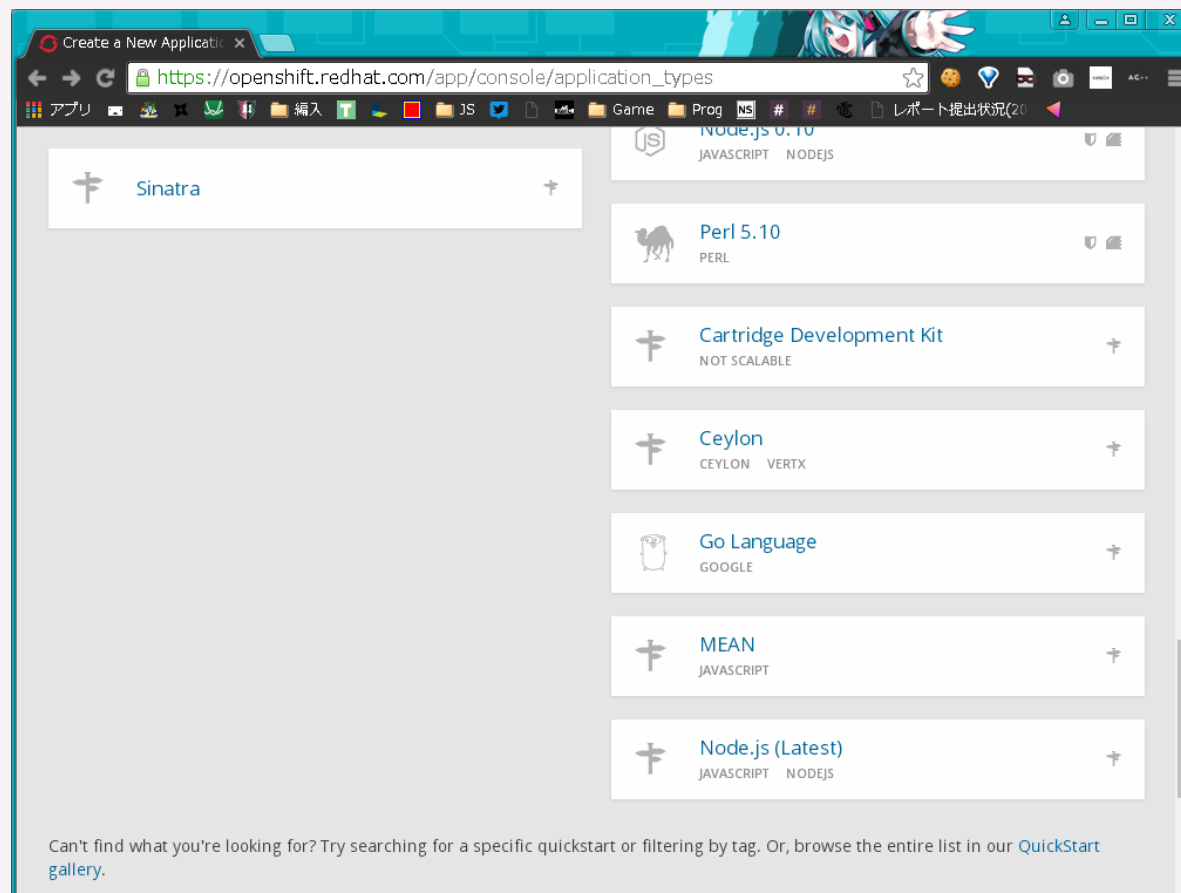 Create a New Applicatio
https://openshift.redhat.com/app/console/application_types
アプリ 編入 T JS Game Prog NS # # レポート提出状況(20
Sinatra
JS
Node.js 0.10
JAVASCRIPT NODEJS
Perl 5.10
PERL
Cartridge Development Kit
NOT SCALABLE
Ceylon
CEYLON VERTX
Go Language
GOOGLE
MEAN
JAVASCRIPT
Node.js (Latest)
JAVASCRIPT NODEJS
Can't find what you're looking for? Try searching for a specific quickstart or filtering by tag. Or, browse the entire list in our QuickStart
gallery.